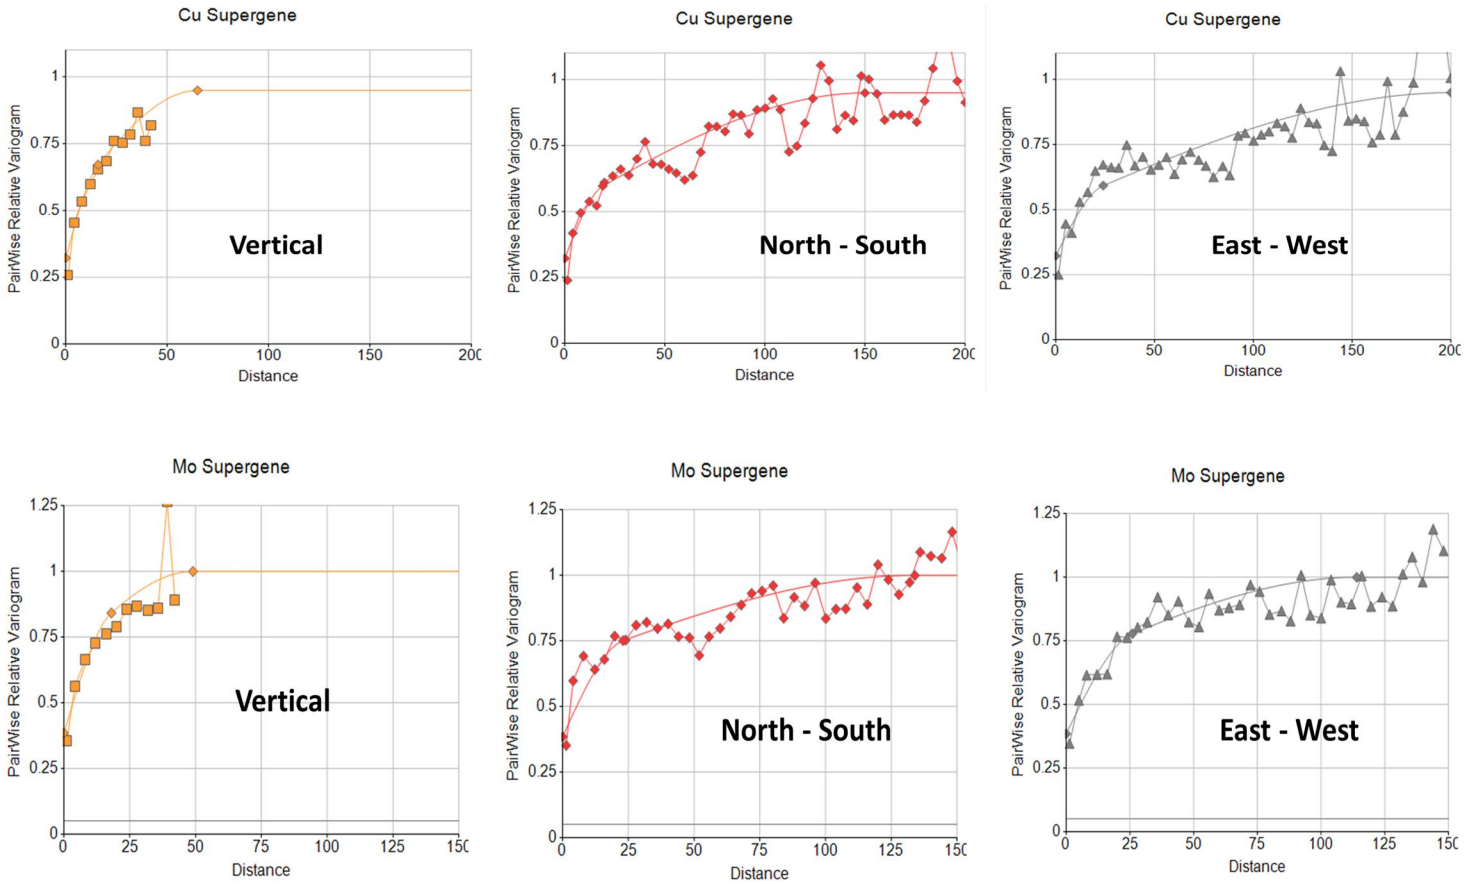 Cu Supergene
PairWise Relative Variogram
1
0.75
0.5
0.25
0
0 50 100 150 200
Distance
Vertical
Cu Supergene
PairWise Relative Variogram
1
0.75
0.5
0.25
0
0 50 100 150 200
Distance
North - South
Cu Supergene
PairWise Relative Variogram
1
0.75
0.5
0.25
0
0 50 100 150 200
Distance
East - West
Mo Supergene
PairWise Relative Variogram
1.25
1
0.75
0.5
0.25
0
0 25 50 75 100 125 150
Distance
Vertical
Mo Supergene
PairWise Relative Variogram
1.25
1
0.75
0.5
0.25
0
0 25 50 75 100 125 150
Distance
North - South
Mo Supergene
PairWise Relative Variogram
1.25
1
0.75
0.5
0.25
0
0 25 50 75 100 125 150
Distance
East - West